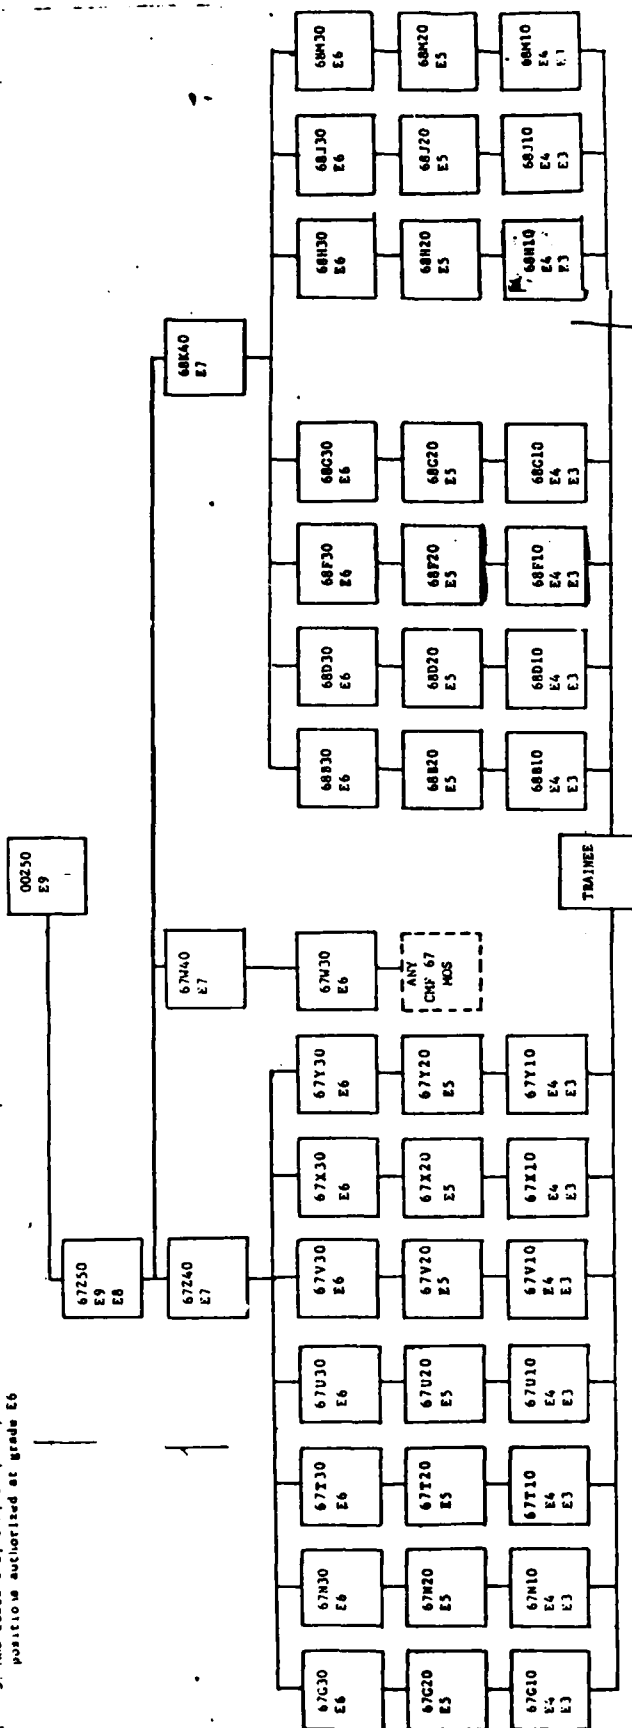 positions authorized at grade E6
00Z50
E9
67Z50
E9
E8
67Z40
E7
67W40
E7
68K40
E7
67G30
E6
67N30
E6
67T30
E6
67U30
E6
67V30
E6
67X30
E6
67Y30
E6
67W30
E6
68B30
E6
68D30
E6
68F30
E6
68G30
E6
68H30
E6
68J30
E6
68M30
E6
67G20
E5
67N20
E5
67T20
E5
67U20
E5
67V20
E5
67X20
E5
67Y20
E5
ANY
CMF 67
MOS
68B20
E5
68D20
E5
68F20
E5
68G20
E5
68H20
E5
68J20
E5
68M20
E5
67G10
E4
E3
67N10
E4
E3
67T10
E4
E3
67U10
E4
E3
67V10
E4
E3
67X10
E4
E3
67Y10
E4
E3
TRAINEE
68B10
E4
E3
68D10
E4
E3
68F10
E4
E3
68G10
E4
E3
68H10
E4
E3
68J10
E4
E3
68M10
E4